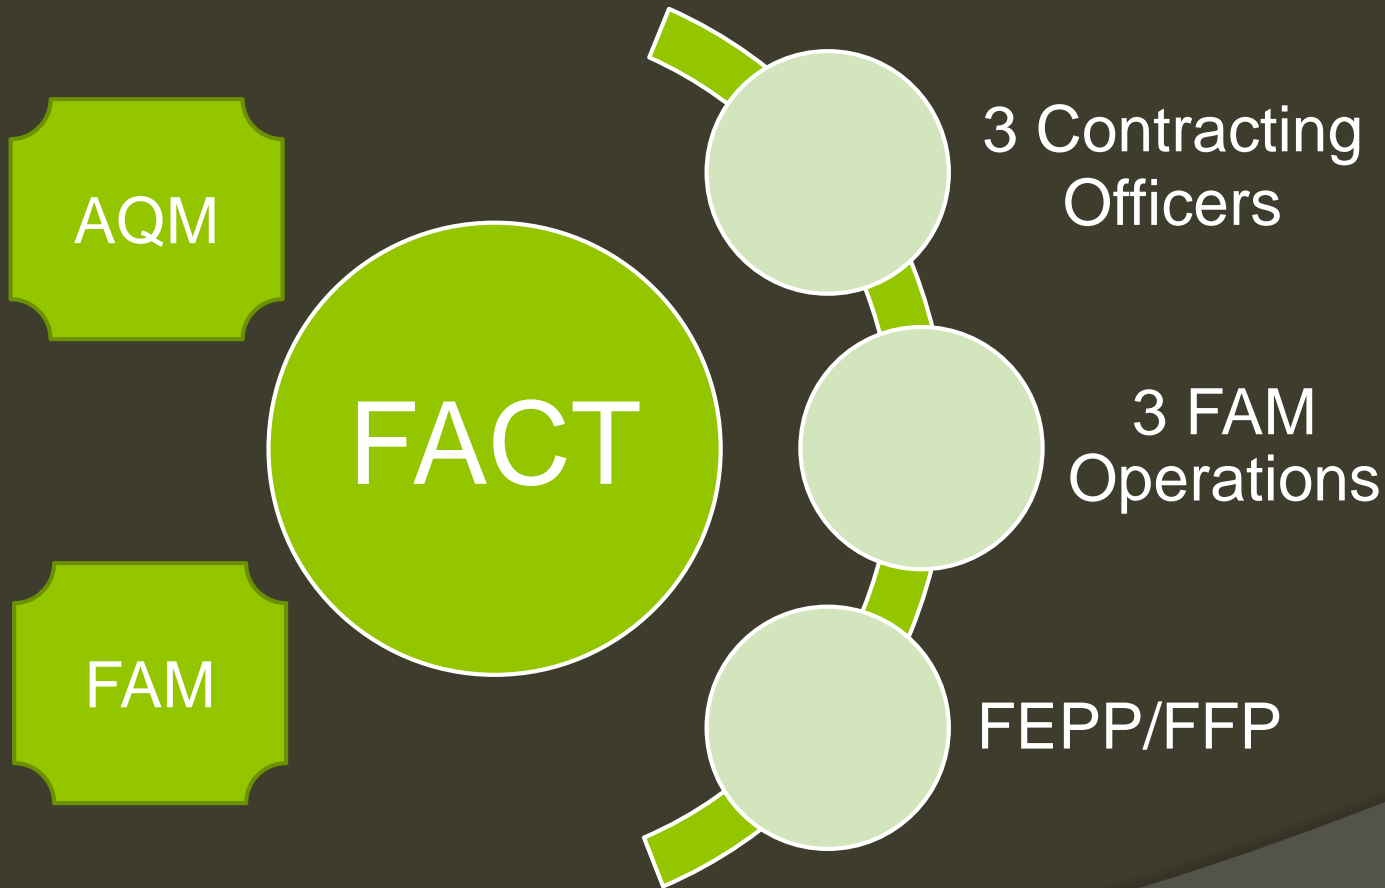 AQM
FAM
FACT
3 Contracting
Officers
3 FAM
Operations
FEPP/FFP